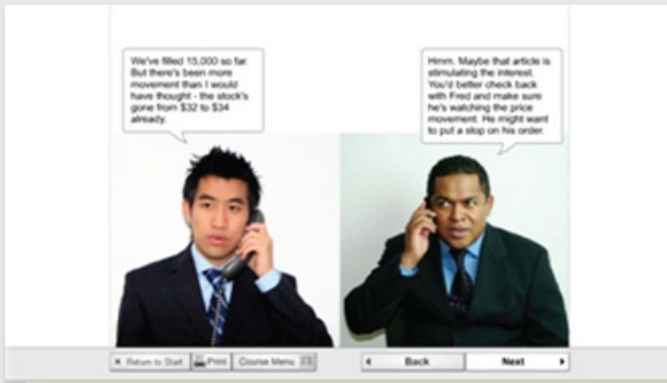 We've filled 15,000 so far.
But there's been more
movement than I would
have thought - the stock's
gone from $32 to $34
already.
Hmm. Maybe that article is
stimulating the interest.
You'd better check back
with Fred and make sure
he's watching the price
movement. He might want
to put a stop on his order.
Return to Start Print Course Menu Back Next